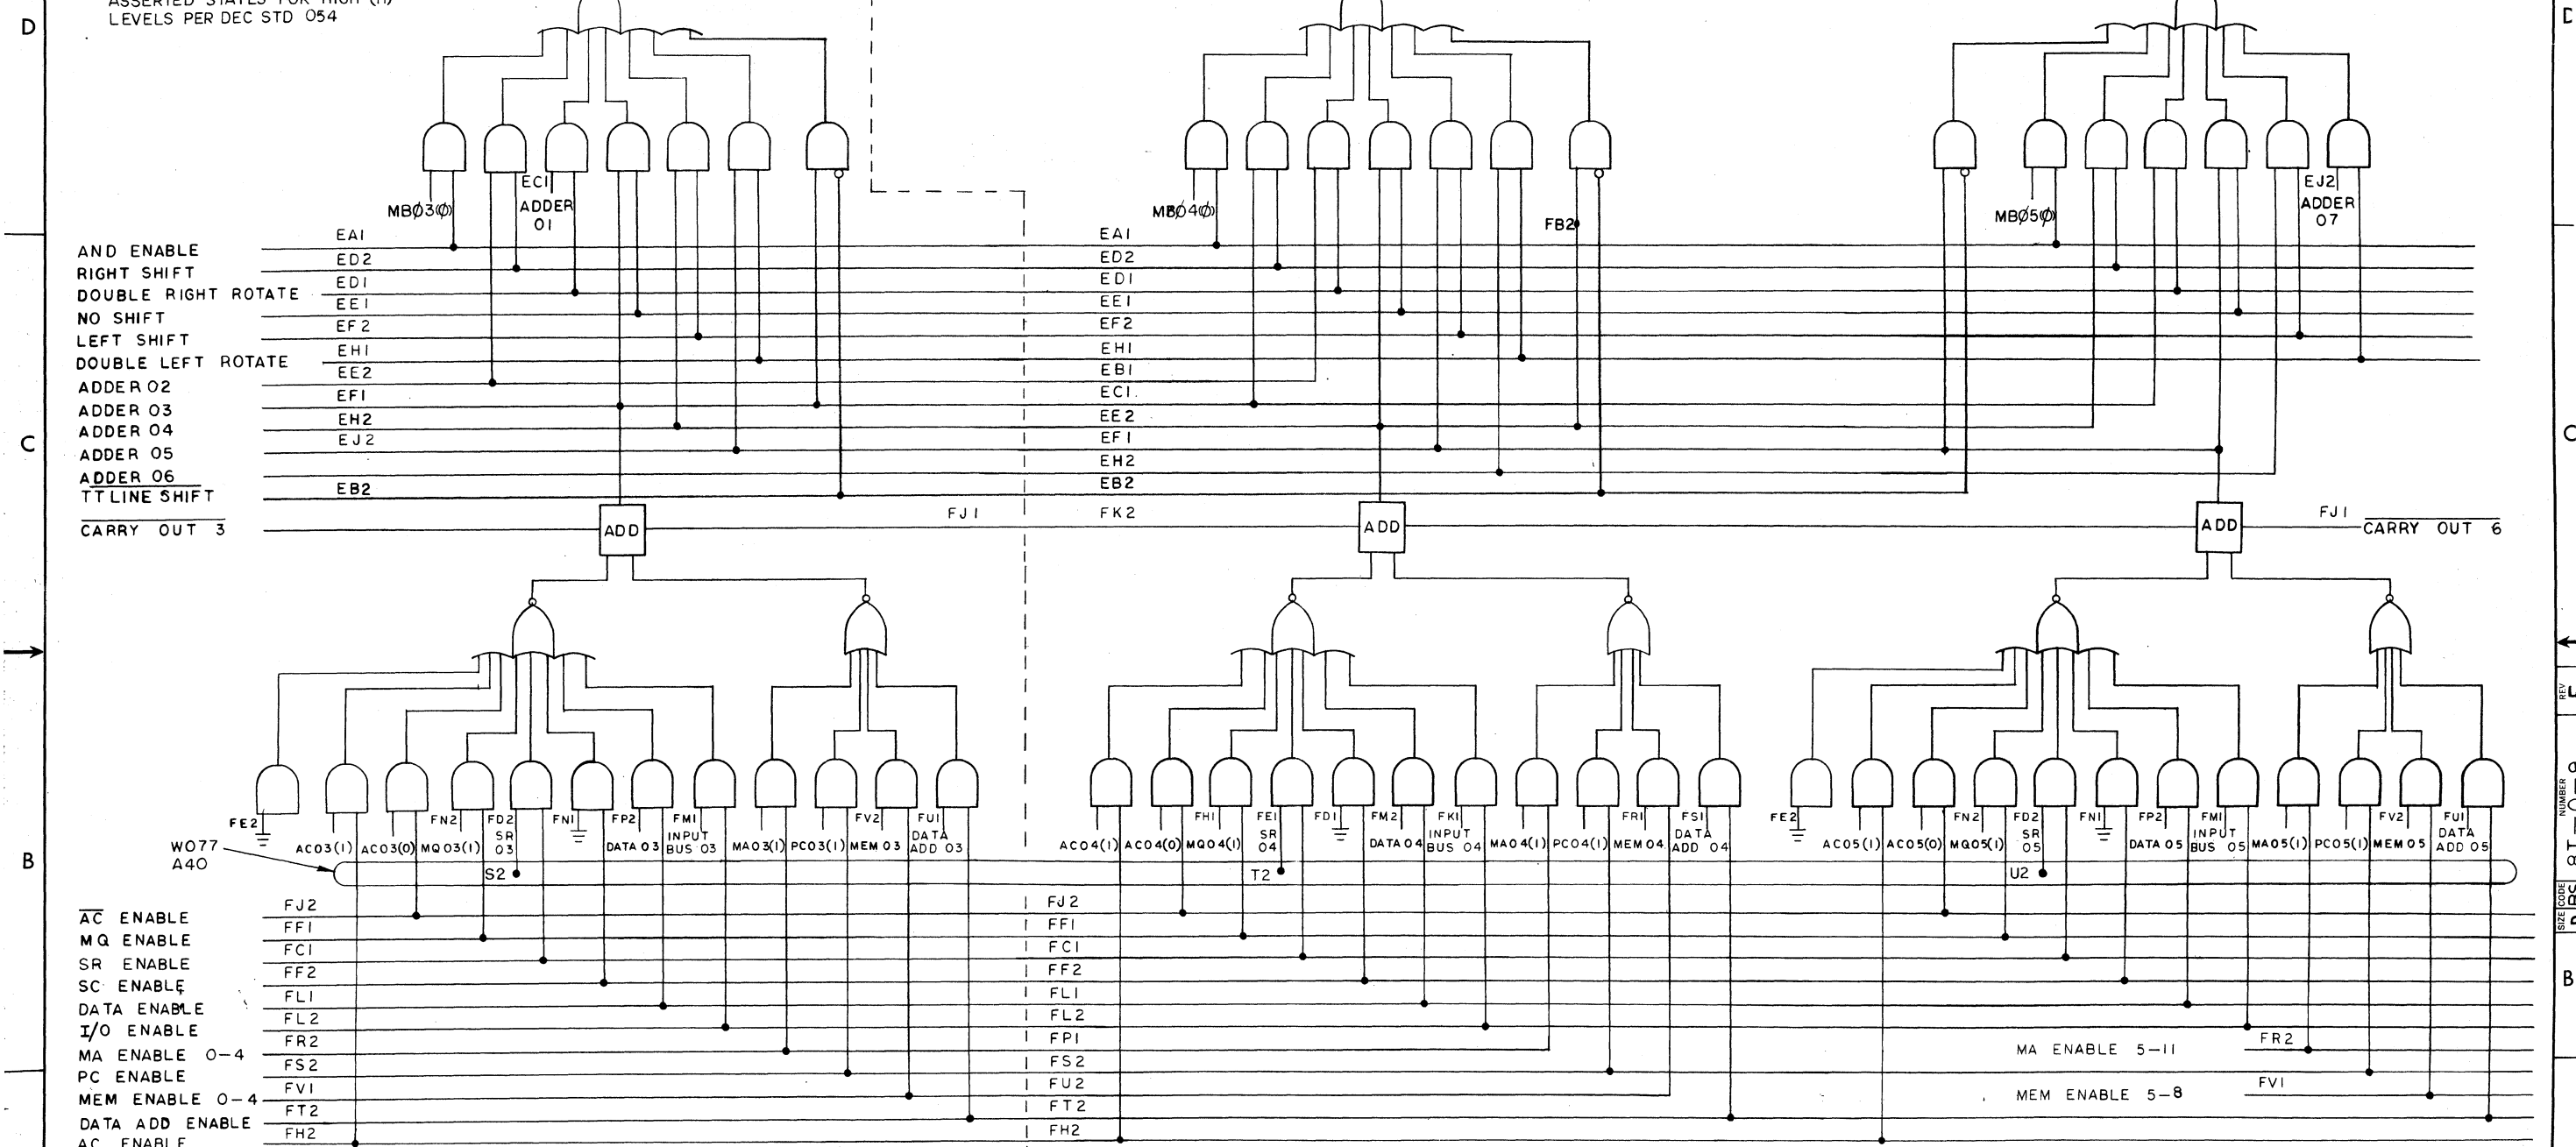 ASSERTED STATES FOR HIGH (H)
LEVELS PER DEC STD 054
D
EC1
ADDER
01
MBØ3(Ø)
MBØ4(Ø)
FB2
MBØ5(Ø)
EJ2
ADDER
07
AND ENABLE EA1 EA1
RIGHT SHIFT ED2 ED2
DOUBLE RIGHT ROTATE ED1 ED1
NO SHIFT EE1 EE1
LEFT SHIFT EF2 EF2
DOUBLE LEFT ROTATE EH1 EH1
ADDER 02 EE2 EB1
ADDER 03 EF1 EC1
ADDER 04 EH2 EE2
C
ADDER 05 EJ2 EF1
ADDER 06 EH2
TT LINE SHIFT EB2 EB2
CARRY OUT 3 ADD FJ1 FK2 ADD ADD FJ1 CARRY OUT 6
FE2 FN2 FD2 FN1 FP2 FM1 FV2 FU1
AC03(1) AC03(0) MQ03(1) SR 03 DATA 03 INPUT BUS 03 MA03(1) PC03(1) MEM 03 DATA ADD 03
FH1 FE1 FD1 FM2 FK1 FR1 FS1
AC04(1) AC04(0) MQ04(1) SR 04 DATA 04 INPUT BUS 04 MA04(1) PC04(1) MEM 04 DATA ADD 04
FE2 FN2 FD2 FN1 FP2 FM1 FV2 FU1
AC05(1) AC05(0) MQ05(1) SR 05 DATA 05 INPUT BUS 05 MA05(1) PC05(1) MEM 05 DATA ADD 05
W077
A40
B
S2 T2 U2
AC ENABLE FJ2 FJ2
MQ ENABLE FF1 FF1
SR ENABLE FC1 FC1
SC ENABLE FF2 FF2
DATA ENABLE FL1 FL1
I/O ENABLE FL2 FL2
MA ENABLE 0-4 FR2 FP1 MA ENABLE 5-11 FR2
PC ENABLE FS2 FS2
MEM ENABLE 0-4 FV1 FU2 MEM ENABLE 5-8 FV1
DATA ADD ENABLE FT2 FT2
AC ENABLE FH2 FH2
B
REV
NUMBER
SIZE CODE